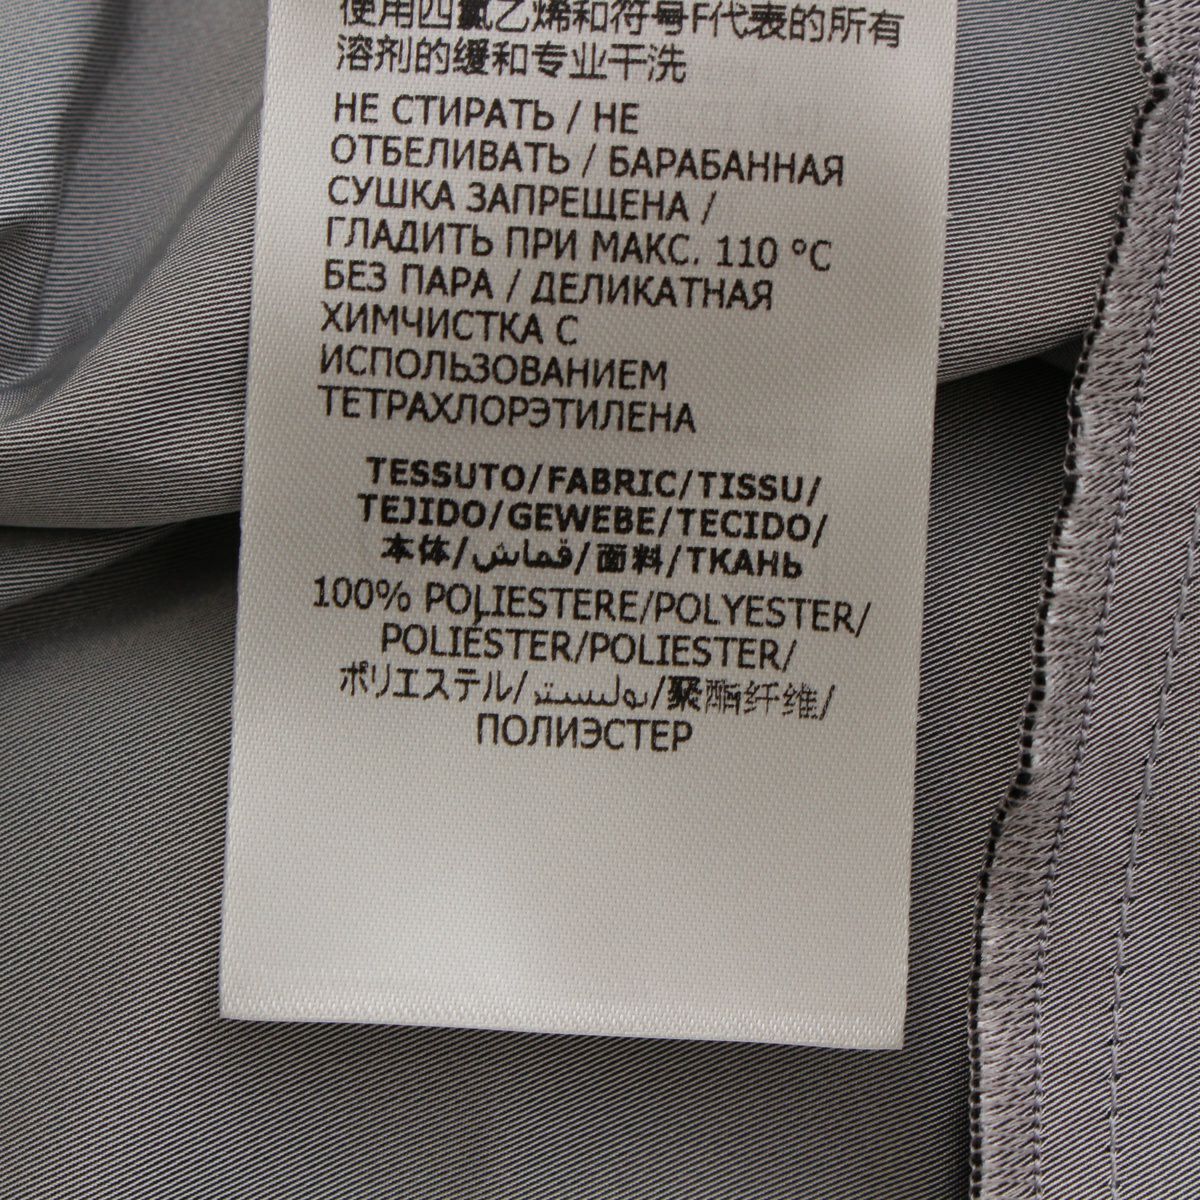 使用四氯乙烯和符号F代表的所有
溶剂的缓和专业干洗
НЕ СТИРАТЬ / НЕ
ОТБЕЛИВАТЬ / БАРАБАННАЯ
СУШКА ЗАПРЕЩЕНА /
ГЛАДИТЬ ПРИ МАКС. 110 °C
БЕЗ ПАРА / ДЕЛИКАТНАЯ
ХИМЧИСТКА С
ИСПОЛЬЗОВАНИЕМ
ТЕТРАХЛОРЭТИЛЕНА
TESSUTO/FABRIC/TISSU/
TEJIDO/GEWEBE/TECIDO/
本体/قماش/面料/ТКАНЬ
100% POLIESTERE/POLYESTER/
POLIÉSTER/POLIESTER/
ポリエステル/بوليستر/聚酯纤维/
ПОЛИЭСТЕР